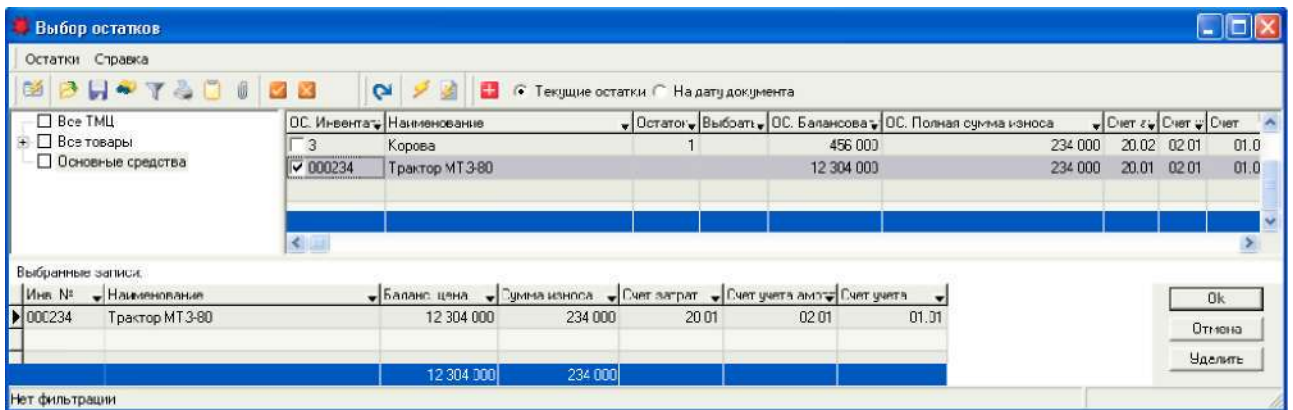 Выбор остатков
Остатки Справка
Текущие остатки На дату документа
Все ТМЦ
Все товары
Основные средства
ОС. Инвентa Наименование Остаток Выбрать ОС. Балансова ОС. Полная сумма износа Счет з Счет у Счет
3 Корова 1 456 000 234 000 20.02 02.01 01.0
000234 Трактор МТЗ-80 12 304 000 234 000 20.01 02.01 01.0
Выбранные записи:
Инв. № Наименование Баланс. цена Сумма износа Счет затрат Счет учета аморт Счет учета
000234 Трактор МТЗ-80 12 304 000 234 000 20.01 02.01 01.01
12 304 000 234 000
Ok
Отмена
Удалить
Нет фильтрации